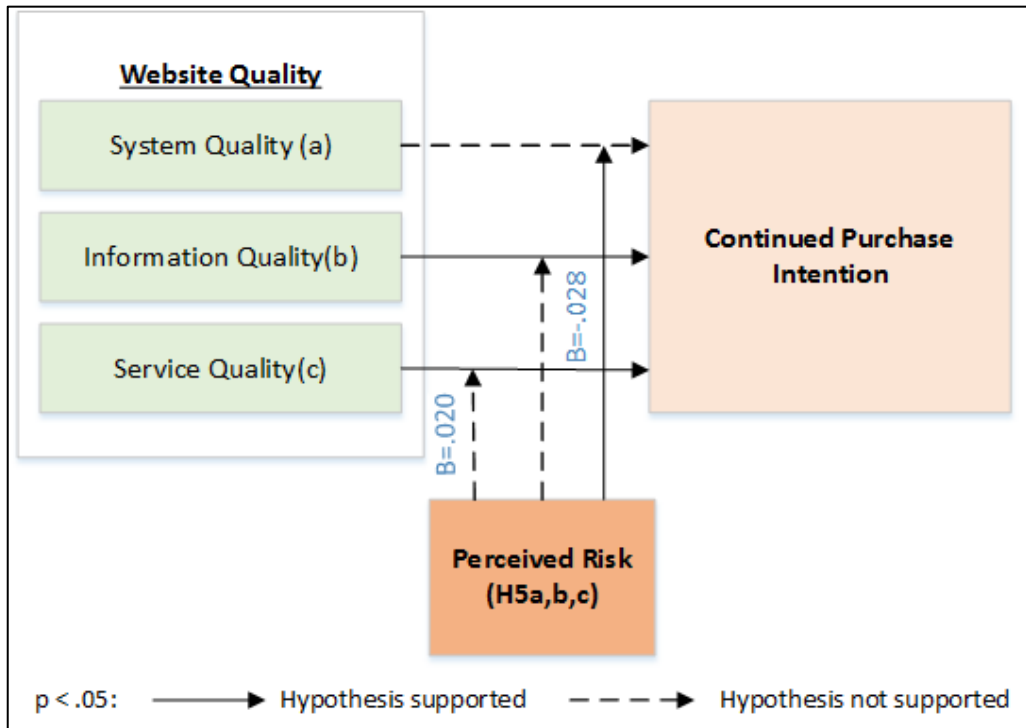 Website Quality
System Quality (a)
Information Quality(b)
Service Quality(c)
Continued Purchase
Intention
B=.020
B=-.028
Perceived Risk
(H5a,b,c)
p < .05: Hypothesis supported Hypothesis not supported